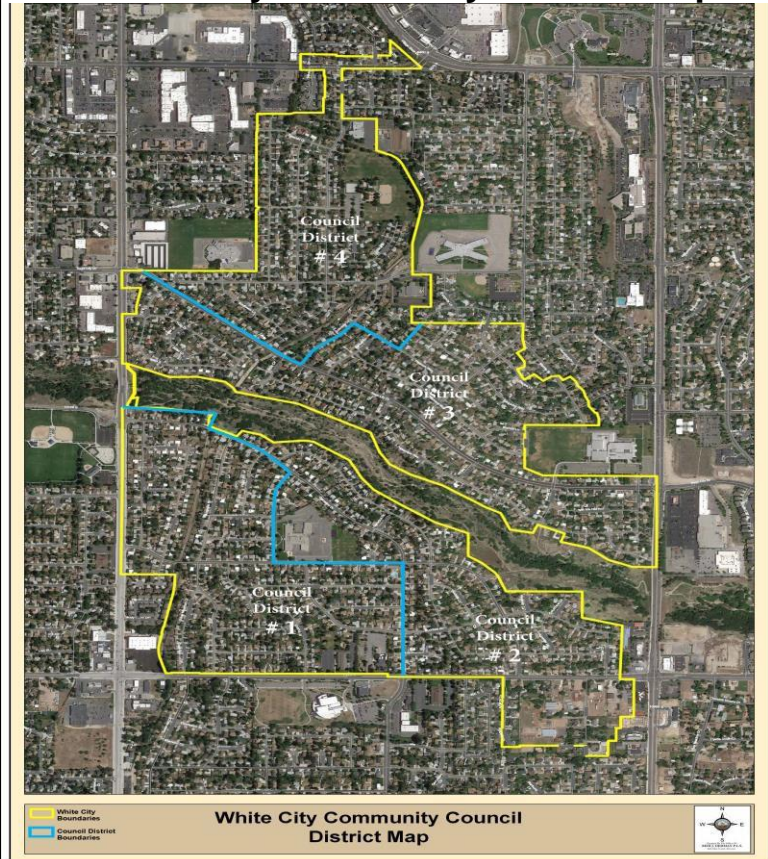 Council
District
# 4
Council
District
# 3
Council
District
# 1
Council
District
# 2
White City
Boundaries
Council District
Boundaries
White City Community Council
District Map
N
W
E
S